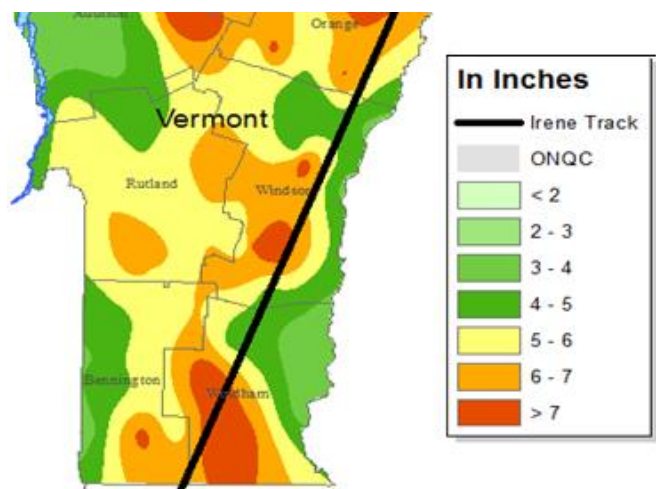 Addison
Orange
Vermont
Rutland
Windsor
Bennington
Windham
In Inches
Irene Track
ONQC
< 2
2 - 3
3 - 4
4 - 5
5 - 6
6 - 7
> 7